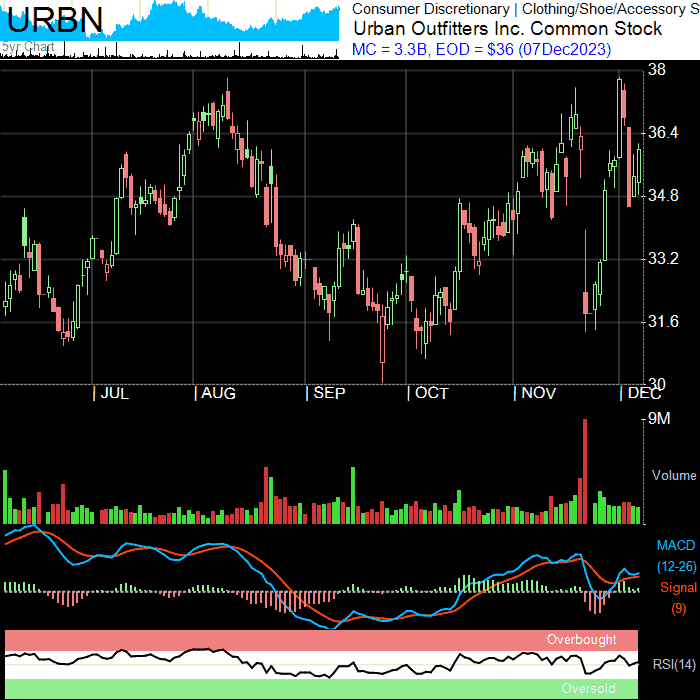 URBN
5yr Chart
Consumer Discretionary | Clothing/Shoe/Accessory S
Urban Outfitters Inc. Common Stock
MC = 3.3B, EOD = $36 (07Dec2023)
38
36.4
34.8
33.2
31.6
30
JUL
AUG
SEP
OCT
NOV
DEC
9M
Volume
MACD
(12-26)
Signal
(9)
Overbought
RSI(14)
Oversold